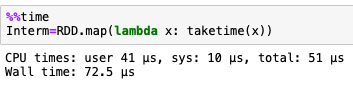 %%time
Interm=RDD.map(lambda x: taketime(x))
CPU times: user 41 µs, sys: 10 µs, total: 51 µs
Wall time: 72.5 µs